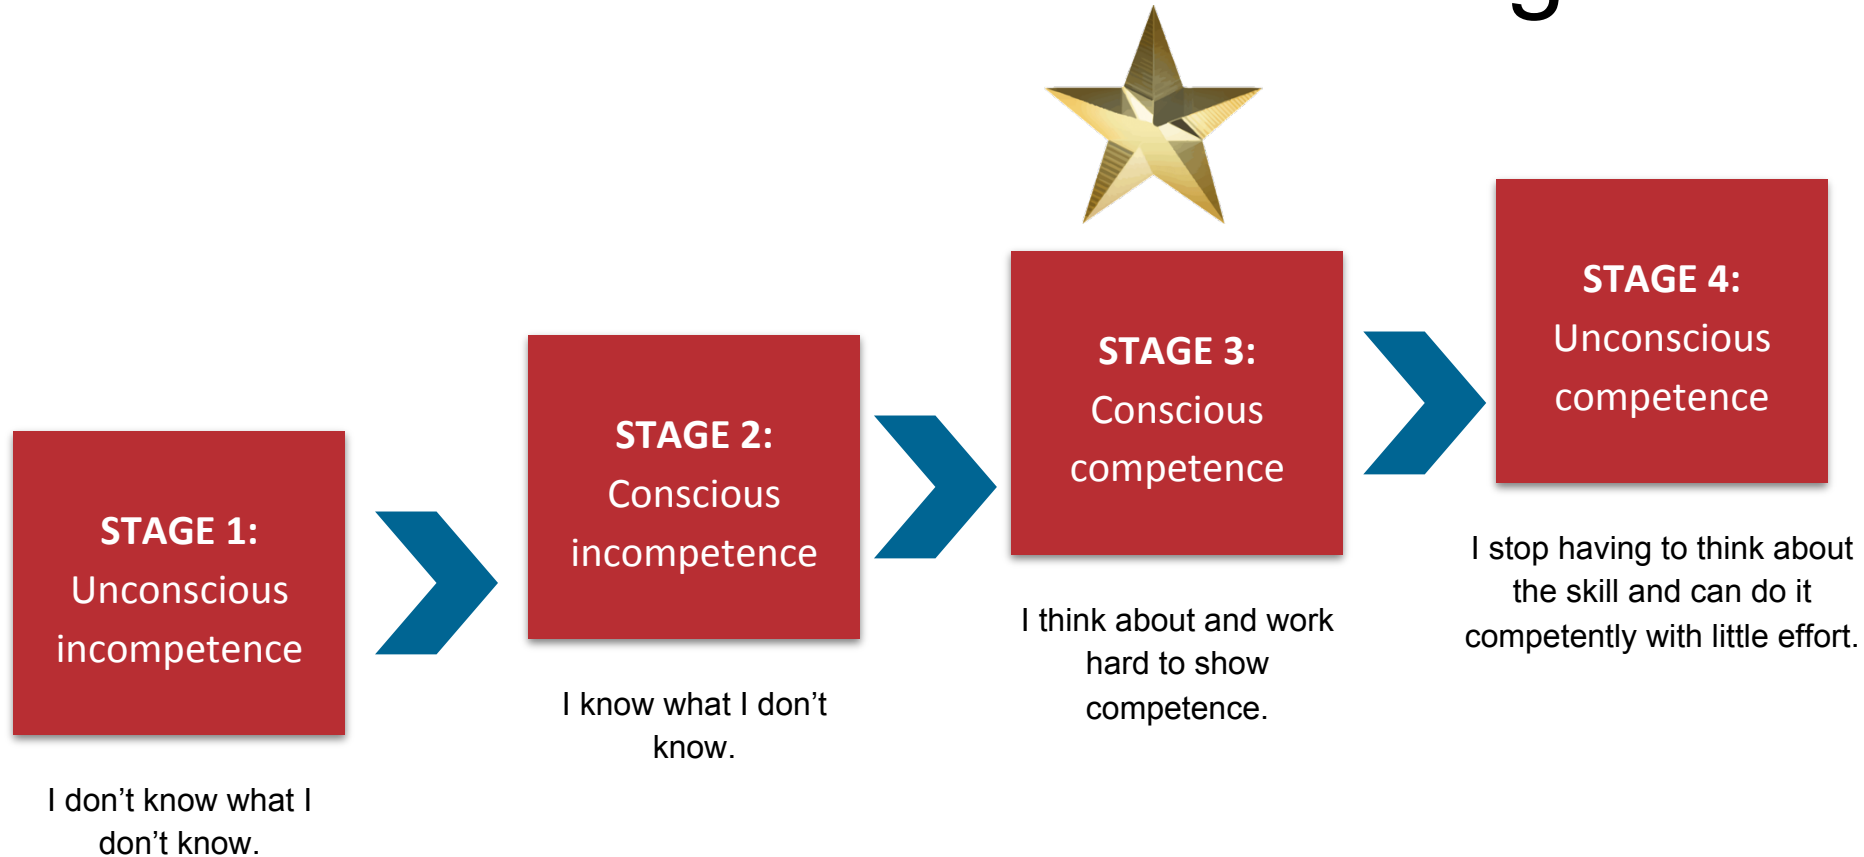 STAGE 1:
Unconscious
incompetence
I don’t know what I
don’t know.
STAGE 2:
Conscious
incompetence
I know what I don’t
know.
STAGE 3:
Conscious
competence
I think about and work
hard to show
competence.
STAGE 4:
Unconscious
competence
I stop having to think about
the skill and can do it
competently with little effort.